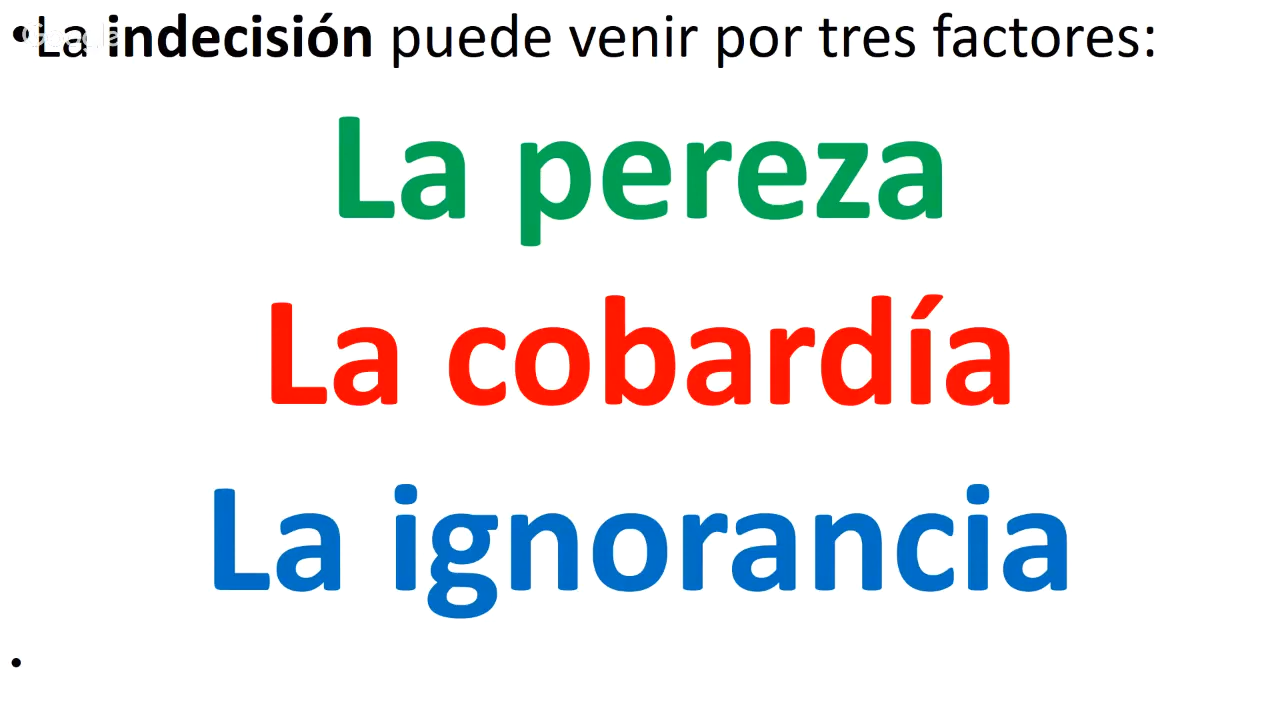 • La indecisión puede venir por tres factores:
La pereza
La cobardía
La ignorancia
•